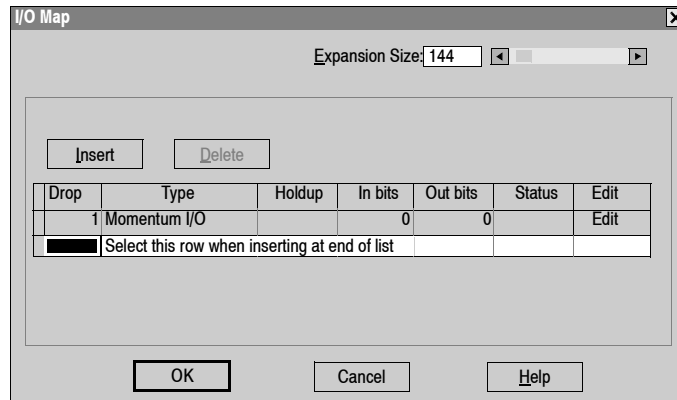 I/O Map
Expansion Size: 144
Insert Delete
Drop Type Holdup In bits Out bits Status Edit
1 Momentum I/O 0 0 Edit
Select this row when inserting at end of list
OK Cancel Help